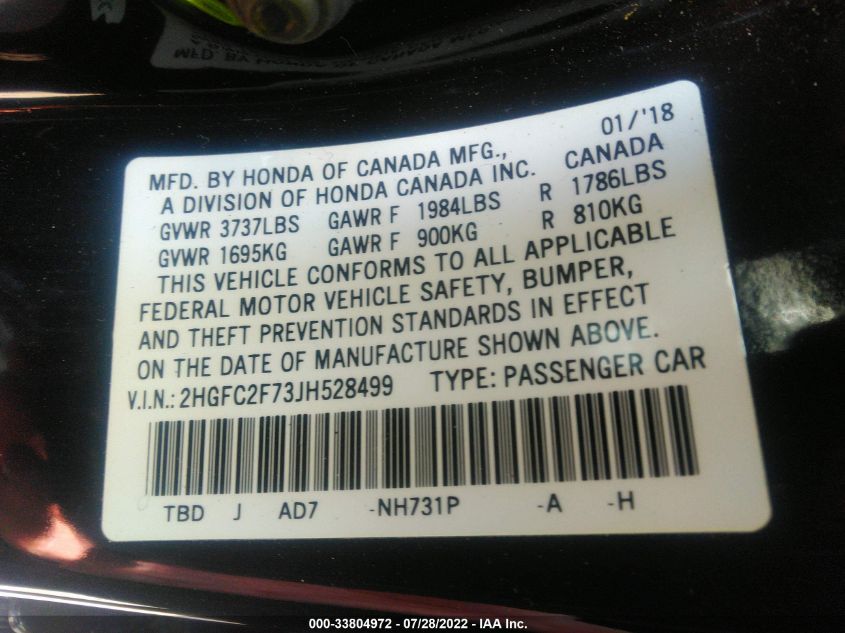 01/'18
MFD. BY HONDA OF CANADA MFG.,
A DIVISION OF HONDA CANADA INC. CANADA
GVWR 3737LBS GAWR F 1984LBS R 1786LBS
GVWR 1695KG GAWR F 900KG R 810KG
THIS VEHICLE CONFORMS TO ALL APPLICABLE
FEDERAL MOTOR VEHICLE SAFETY, BUMPER,
AND THEFT PREVENTION STANDARDS IN EFFECT
ON THE DATE OF MANUFACTURE SHOWN ABOVE.
V.I.N.: 2HGFC2F73JH528499 TYPE: PASSENGER CAR
TBD J AD7 -NH731P -A -H
000-33804972 - 07/28/2022 - IAA Inc.